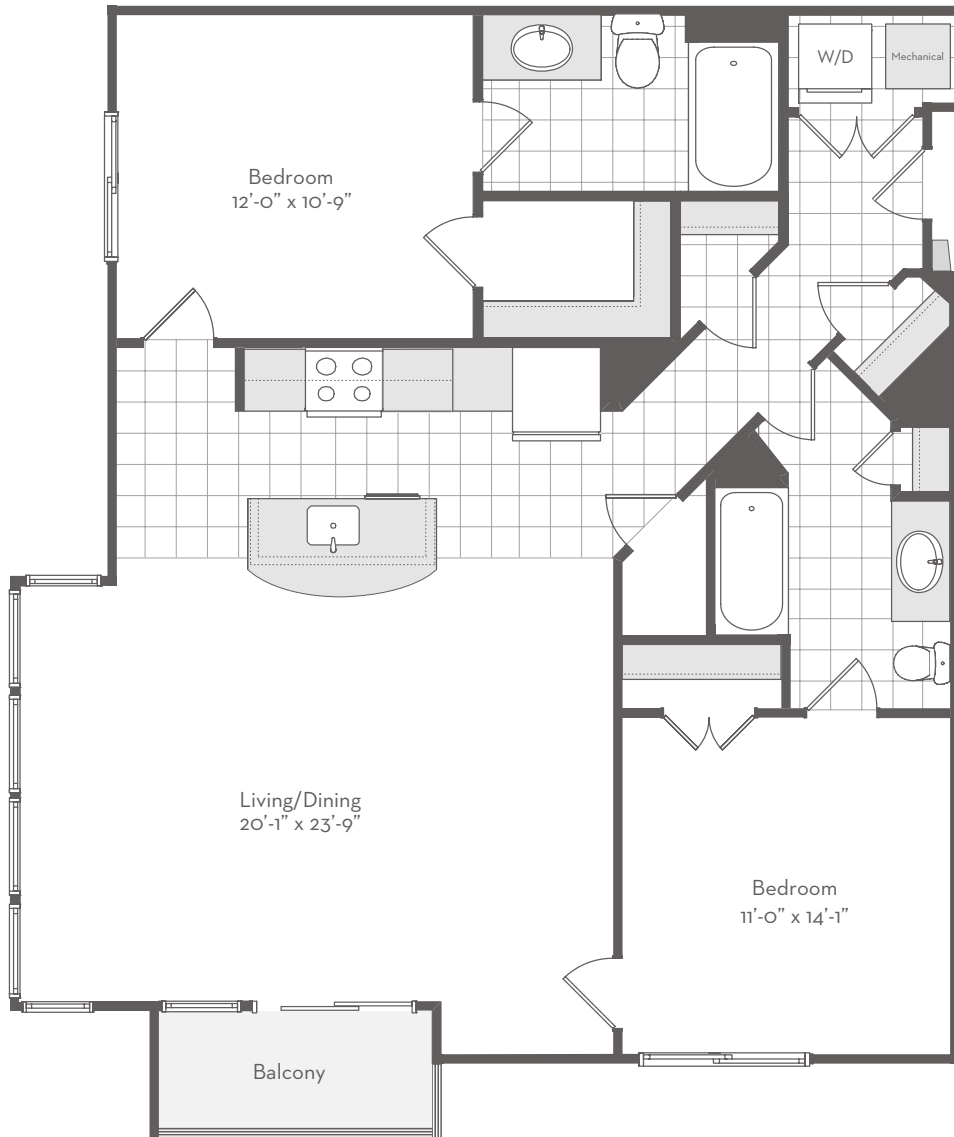 W/D
Mechanical
Bedroom
12’-0” x 10’-9”
Living/Dining
20’-1” x 23’-9”
Bedroom
11’-0” x 14’-1”
Balcony